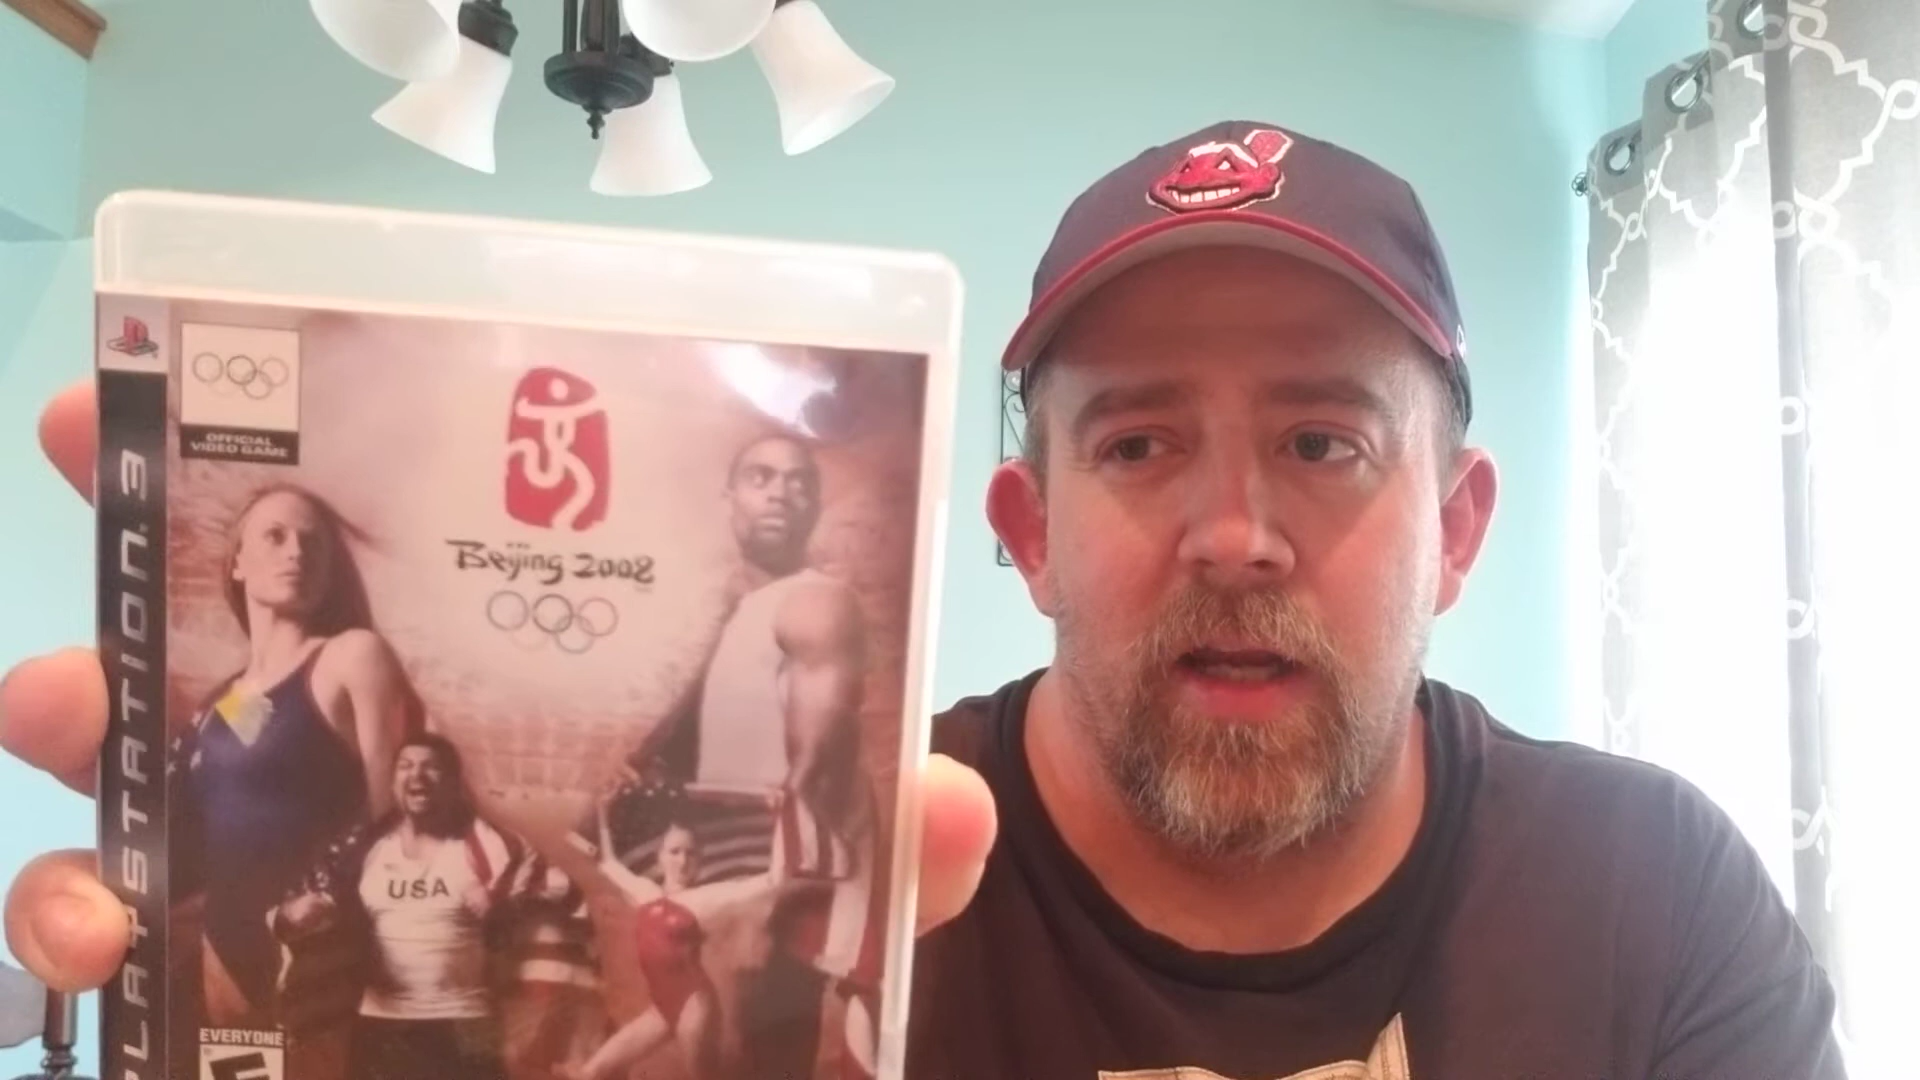 OFFICIAL
VIDEO GAME
PLAYSTATION 3
Beijing 2008
USA
EVERYONE
E